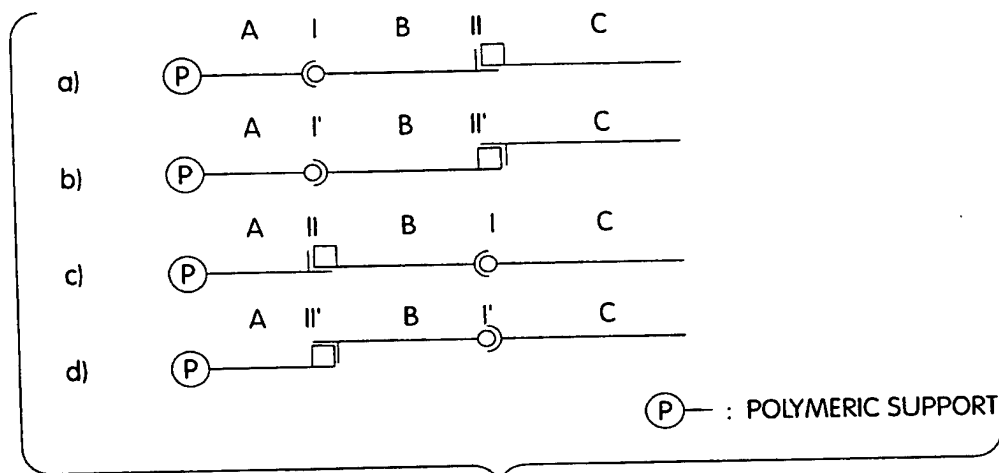 A I B II C
a) P
A I' B II' C
b) P
A II B I C
c) P
A II' B I' C
d) P
P : POLYMERIC SUPPORT